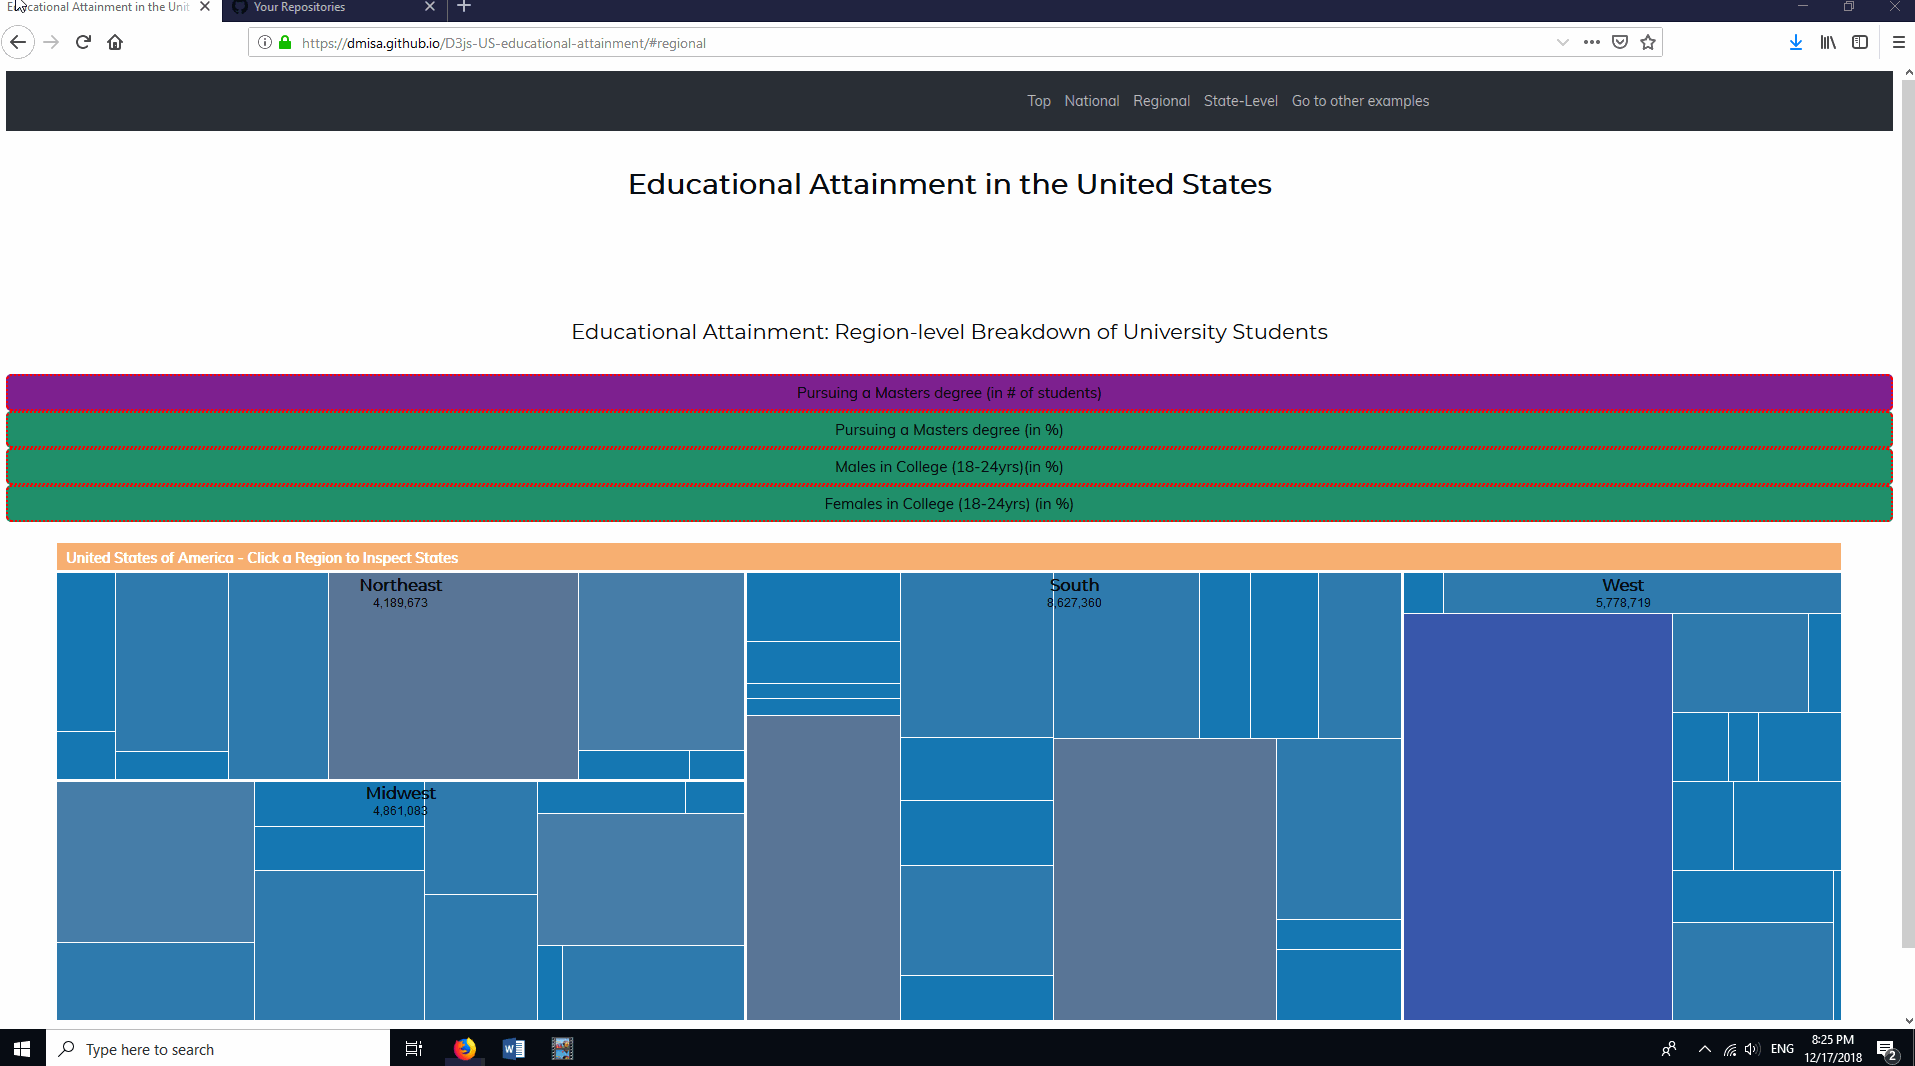 Educational Attainment in the Unit
Your Repositories
https://dmisa.github.io/D3js-US-educational-attainment/#regional
Top National Regional State-Level Go to other examples
Educational Attainment in the United States
Educational Attainment: Region-level Breakdown of University Students
Pursuing a Masters degree (in # of students)
Pursuing a Masters degree (in %)
Males in College (18-24yrs)(in %)
Females in College (18-24yrs) (in %)
United States of America - Click a Region to Inspect States
Northeast
4,189,673
South
8,627,360
West
5,778,719
Midwest
4,861,083
Type here to search
W
ENG
8:25 PM
12/17/2018
2